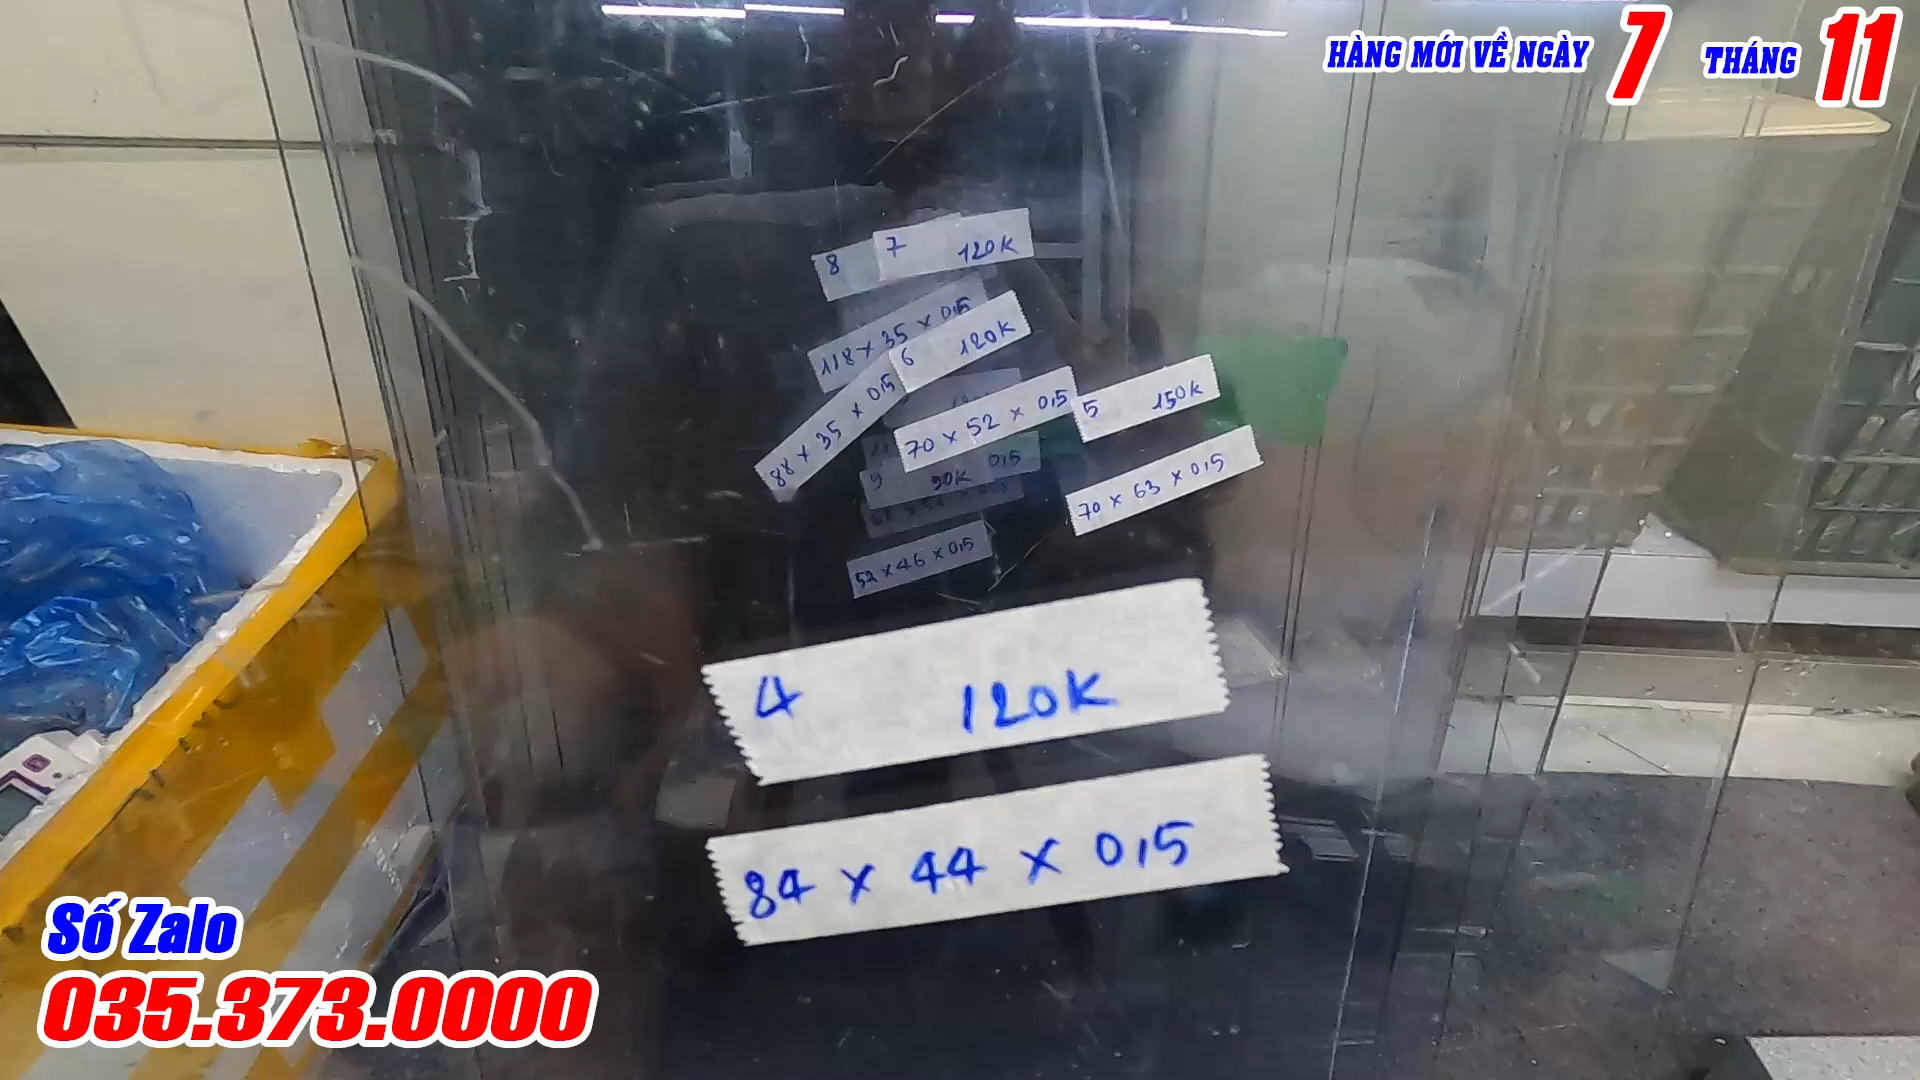 HÀNG MỚI VỀ NGÀY 7 THÁNG 11
8
7 120K
118 x 35 x 0,5
6 120K
88 x 35 x 0,5
70 x 52 x 0,5
5 150K
9 90K 0,5
70 x 63 x 0,5
52 x 46 x 0,5
4 120K
84 x 44 x 0,5
Số Zalo
035.373.0000